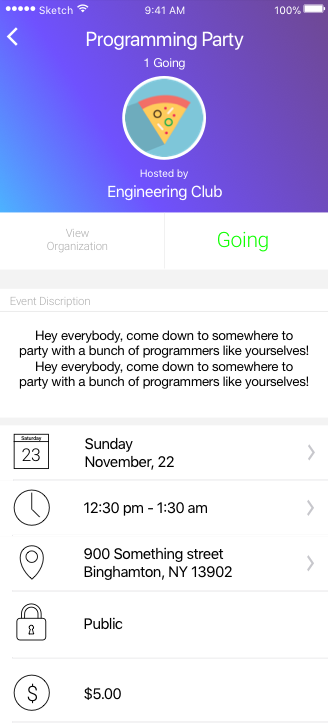 Sketch 9:41 AM 100%
Programming Party
1 Going
Hosted by
Engineering Club
View
Organization
Going
Event Discription
Hey everybody, come down to somewhere to
party with a bunch of programmers like yourselves!
Hey everybody, come down to somewhere to
party with a bunch of programmers like yourselves!
Saturday
23
Sunday
November, 22
12:30 pm - 1:30 am
900 Something street
Binghamton, NY 13902
Public
$
$5.00